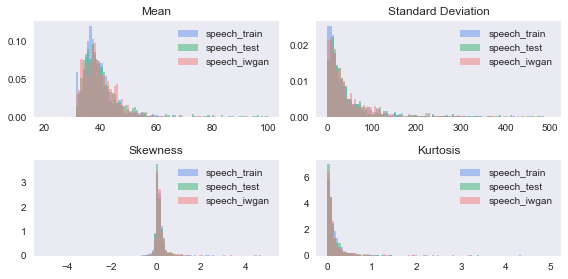 Mean
0.10
0.05
0.00
20 40 60 80 100
speech_train
speech_test
speech_iwgan
Standard Deviation
0.02
0.01
0.00
0 100 200 300 400 500
speech_train
speech_test
speech_iwgan
Skewness
3
2
1
0
−4 −2 0 2 4
speech_train
speech_test
speech_iwgan
Kurtosis
6
4
2
0
0 1 2 3 4 5
speech_train
speech_test
speech_iwgan